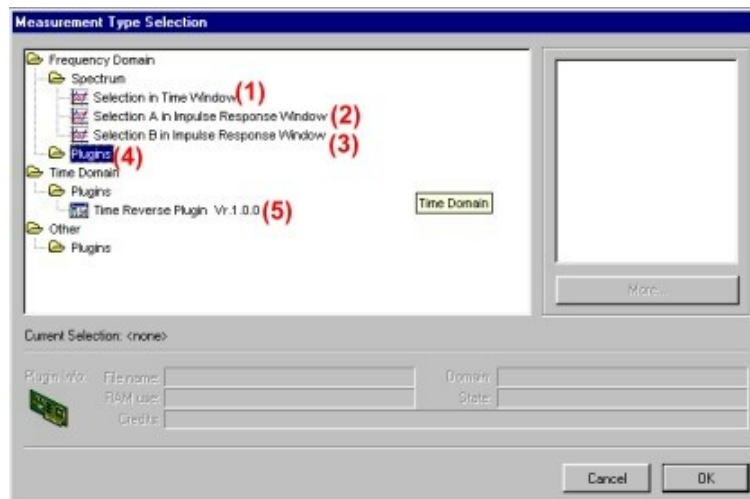 Measurement Type Selection
Frequency Domain
Spectrum
Selection in Time Window (1)
Selection A in Impulse Response Window (2)
Selection B in Impulse Response Window (3)
Plugins (4)
Time Domain
Plugins
Time Reverse Plugin Vr.1.0.0 (5)
Time Domain
Other
Plugins
More...
Current Selection: <none>
Plugin Info: File name: Domain:
RAM use: State:
Credits:
Cancel OK